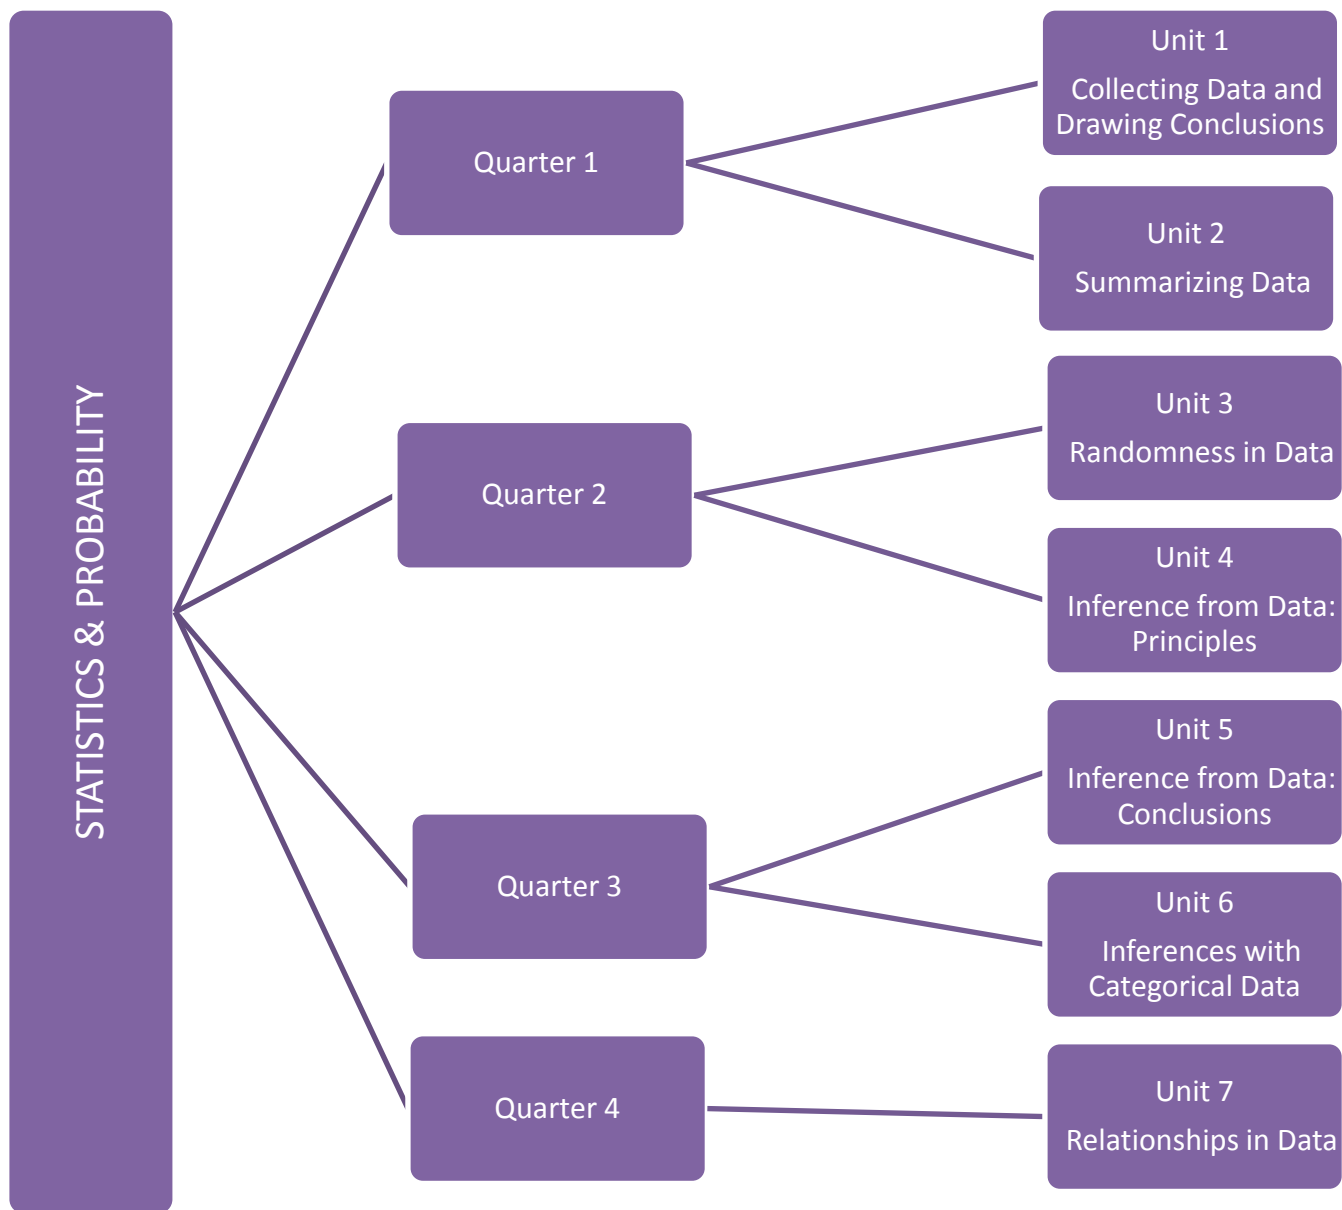 STATISTICS & PROBABILITY
Quarter 1
Unit 1
Collecting Data and
Drawing Conclusions
Unit 2
Summarizing Data
Quarter 2
Unit 3
Randomness in Data
Unit 4
Inference from Data:
Principles
Quarter 3
Unit 5
Inference from Data:
Conclusions
Unit 6
Inferences with
Categorical Data
Quarter 4
Unit 7
Relationships in Data